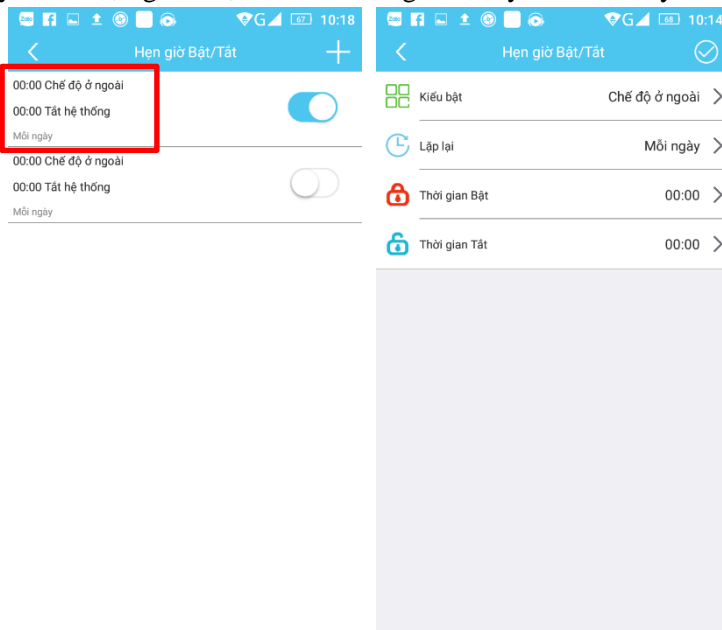 Zalo
G 67 10:18
Hẹn giờ Bật/Tắt
00:00 Chế độ ở ngoài
00:00 Tắt hệ thống
Mỗi ngày
00:00 Chế độ ở ngoài
00:00 Tắt hệ thống
Mỗi ngày
Zalo
G 68 10:14
Hẹn giờ Bật/Tắt
Kiểu bật Chế độ ở ngoài
Lặp lại Mỗi ngày
Thời gian Bật 00:00
Thời gian Tắt 00:00